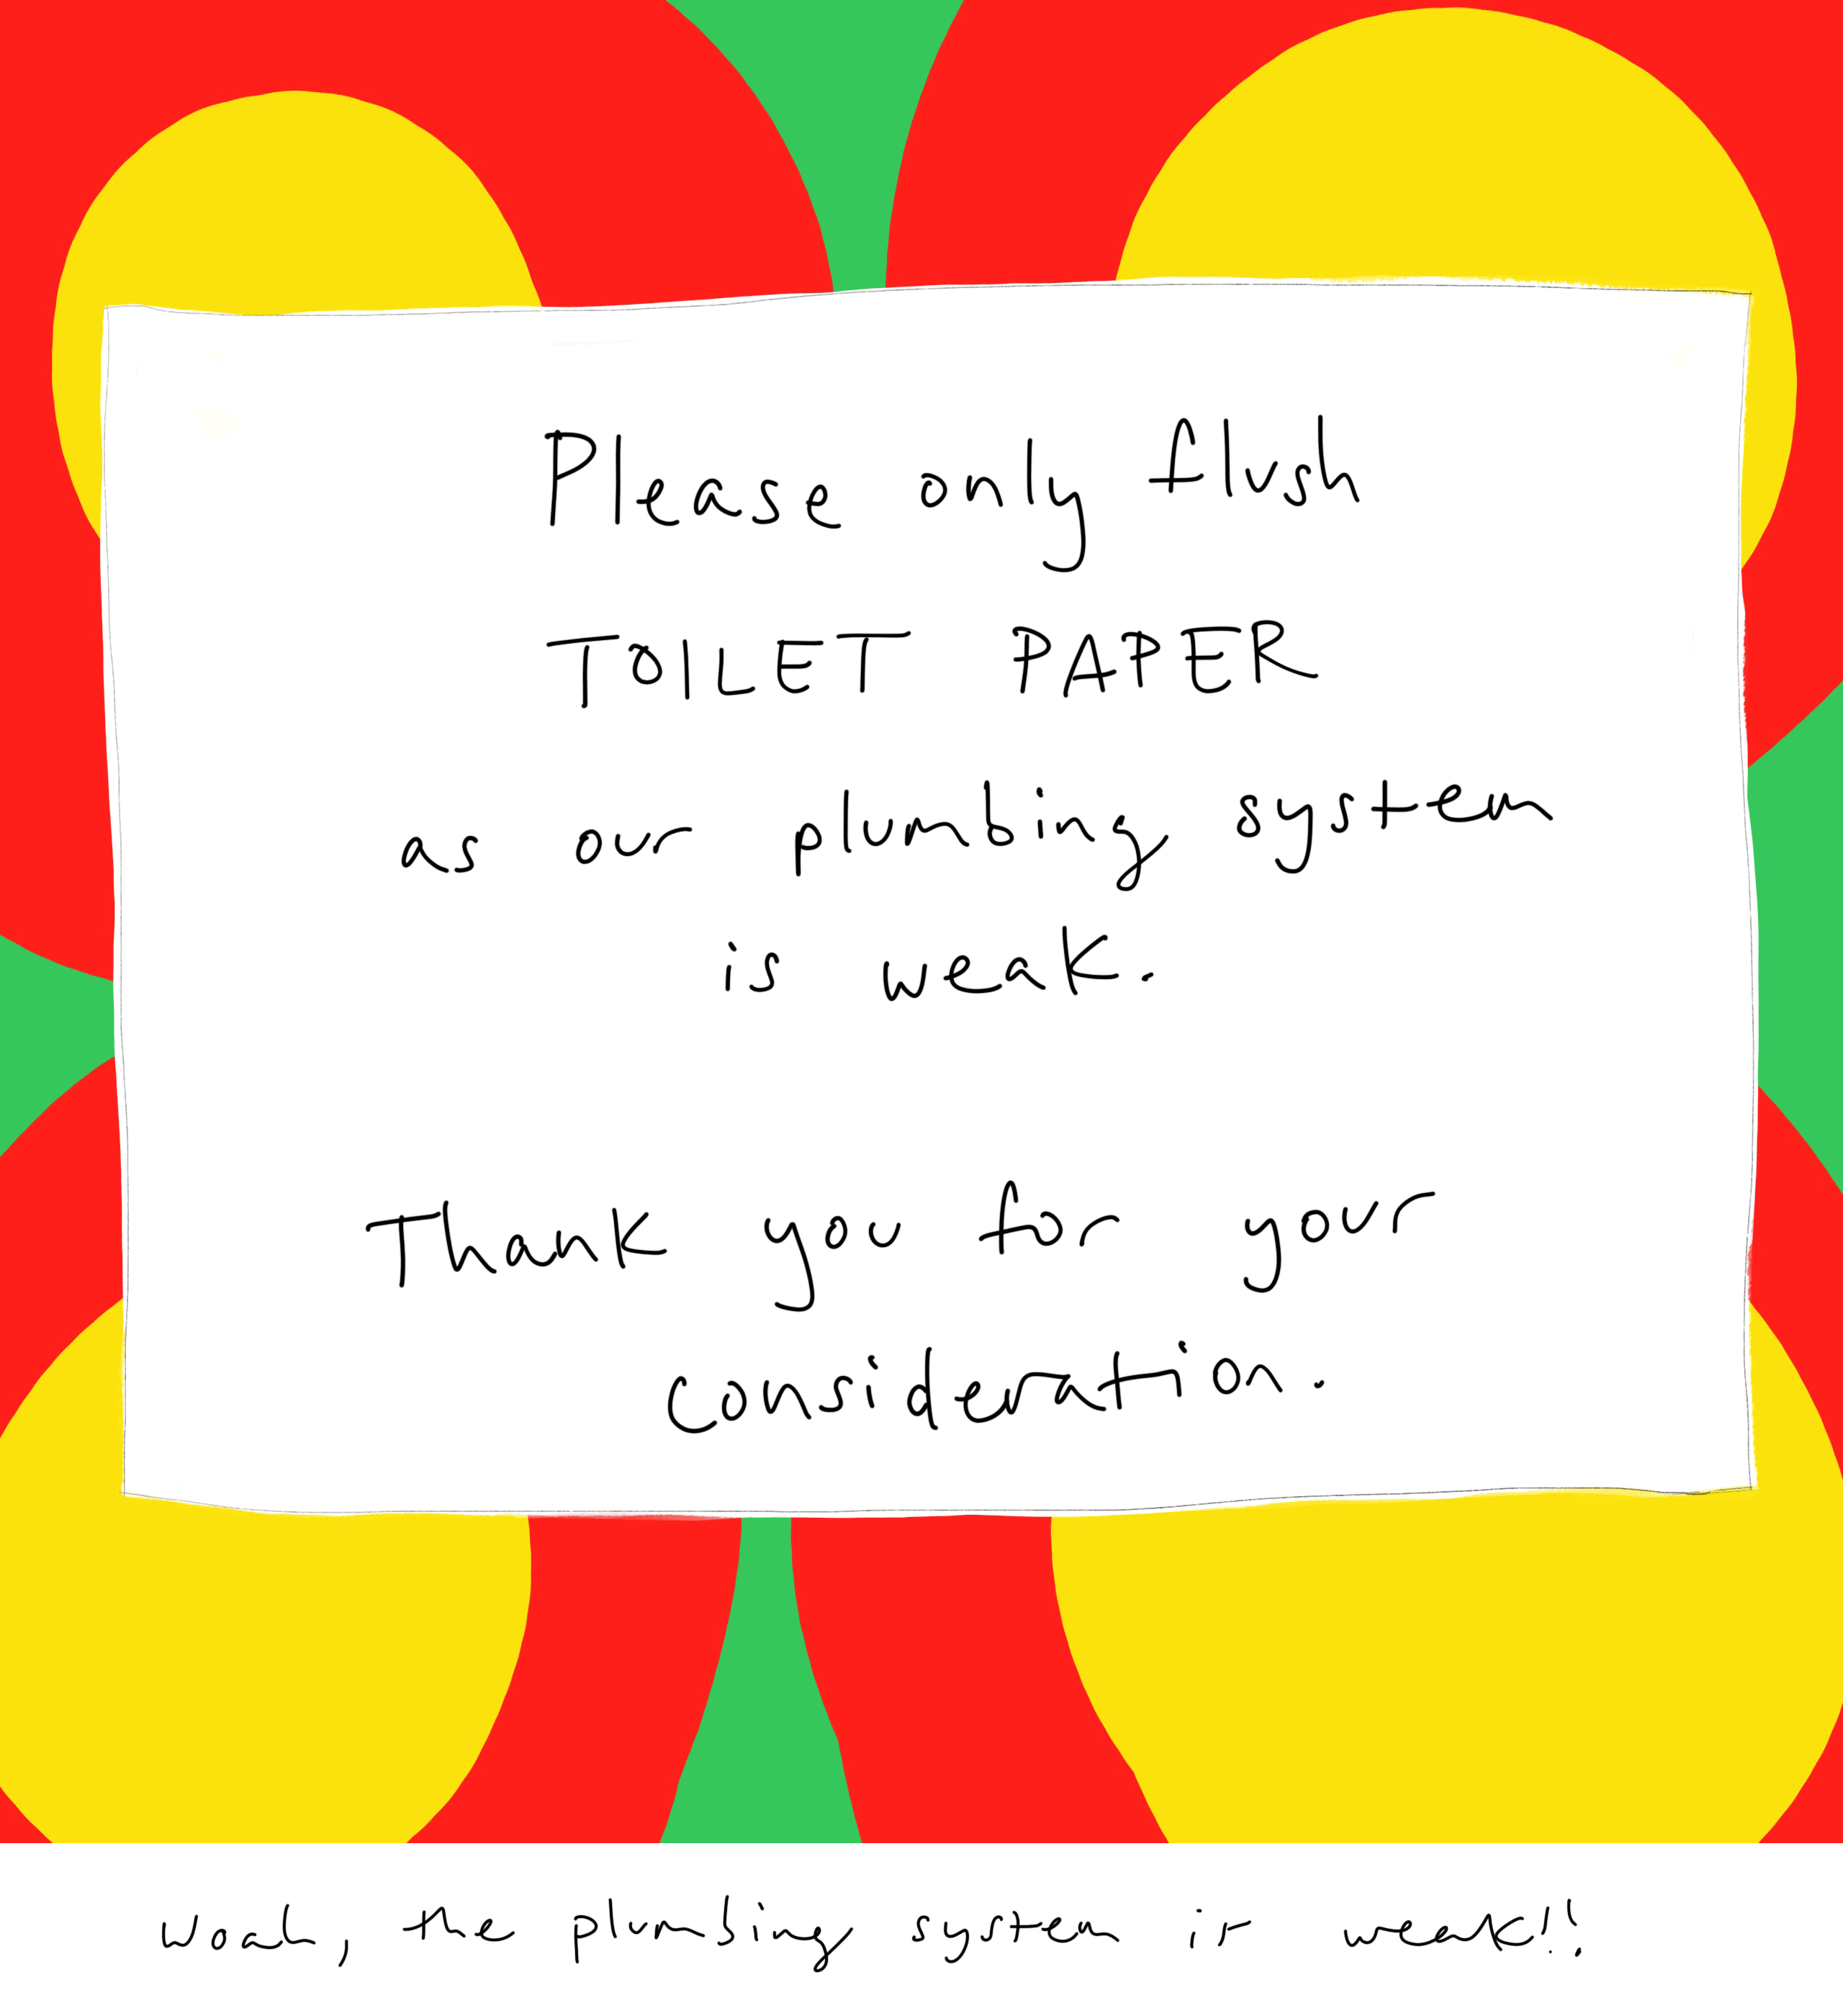 Please only flush
TOILET PAPER
as our plumbing system
is weak.
Thank you for your
consideration.
Woah, the plumbing system is weak!!